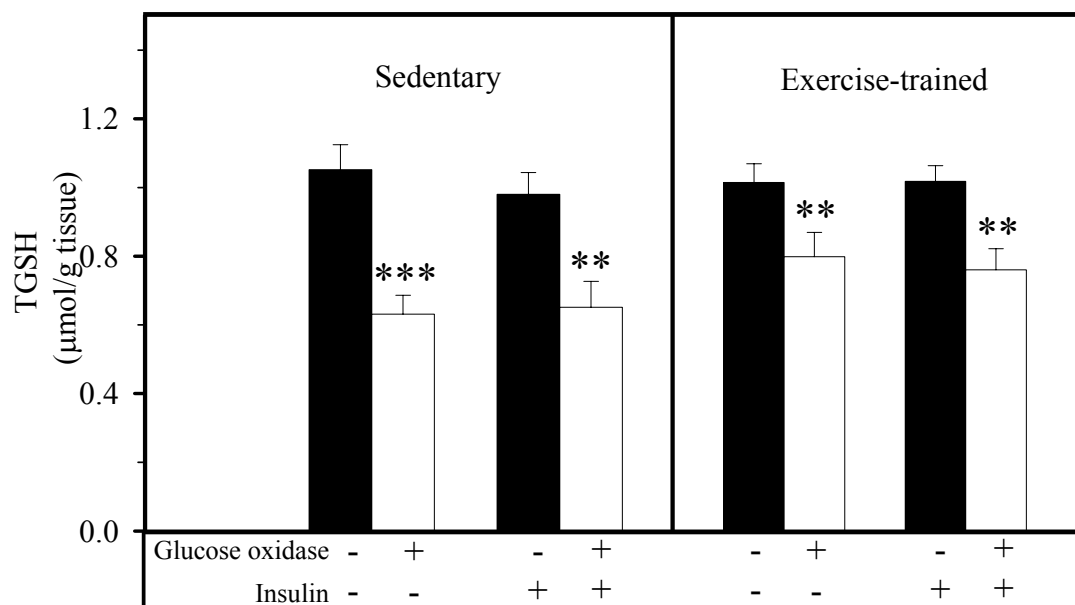 Sedentary
Exercise-trained
TGSH
(µmol/g tissue)
1.2
0.8
0.4
0.0
***
**
**
**
Glucose oxidase - + - + - + - +
Insulin - - + + - - + +